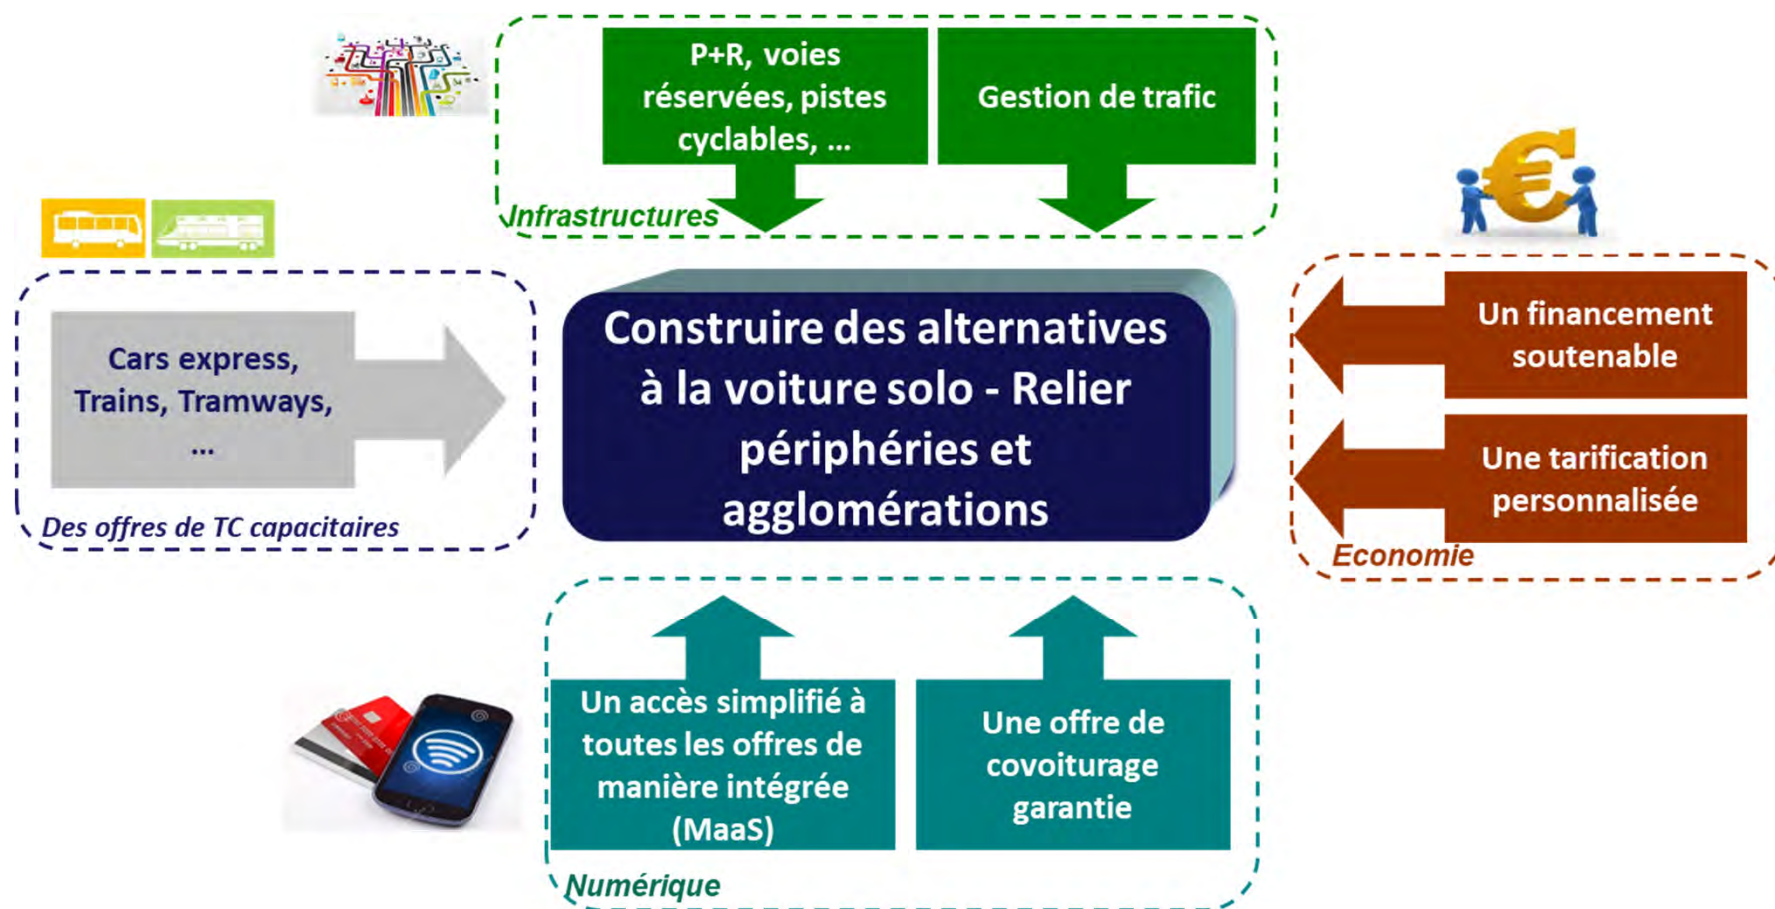 P+R, voies
réservées, pistes
cyclables, ...
Gestion de trafic
Infrastructures
Cars express,
Trains, Tramways,
...
Des offres de TC capacitaires
Construire des alternatives
à la voiture solo - Relier
périphéries et
agglomérations
Un financement
soutenable
Une tarification
personnalisée
Economie
Un accès simplifié à
toutes les offres de
manière intégrée
(MaaS)
Une offre de
covoiturage
garantie
Numérique